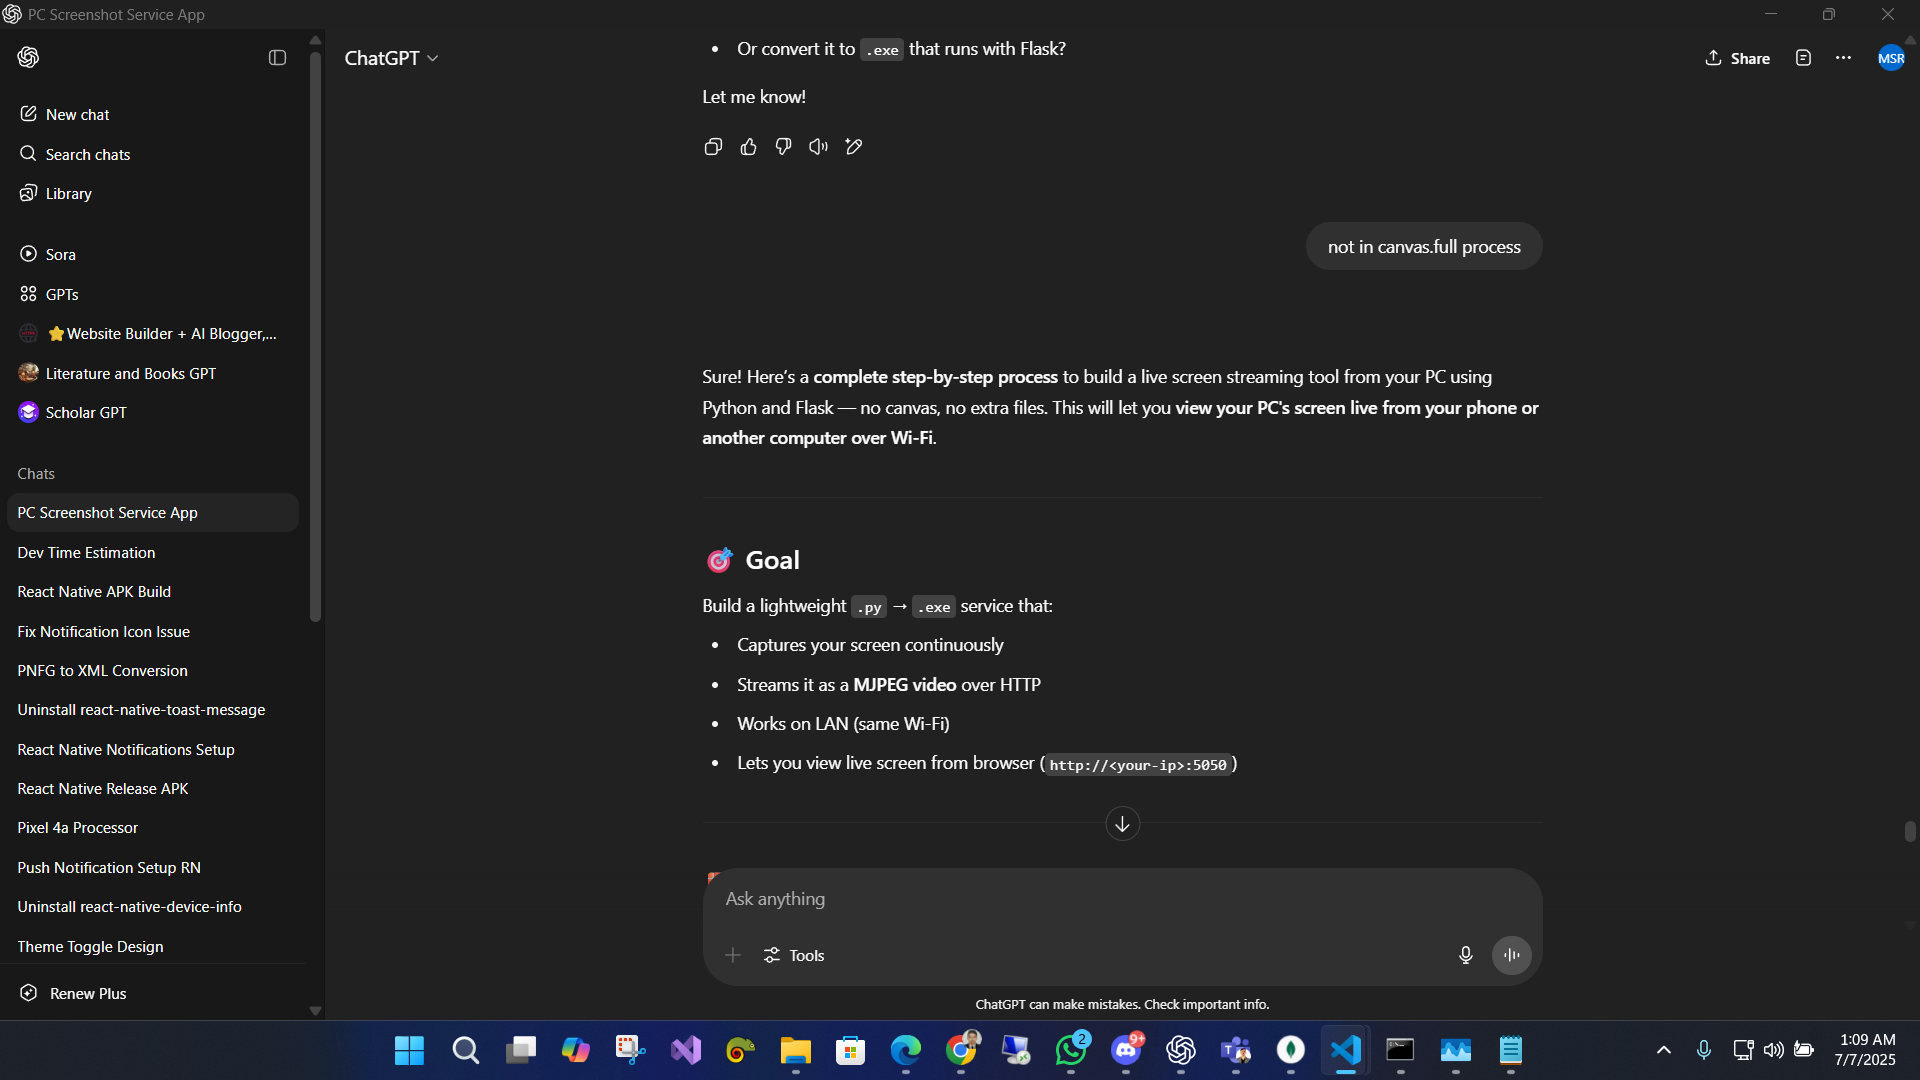 PC Screenshot Service App
New chat
Search chats
Library
Sora
GPTs
⭐Website Builder + AI Blogger,...
Literature and Books GPT
Scholar GPT
Chats
PC Screenshot Service App
Dev Time Estimation
React Native APK Build
Fix Notification Icon Issue
PNFG to XML Conversion
Uninstall react-native-toast-message
React Native Notifications Setup
React Native Release APK
Pixel 4a Processor
Push Notification Setup RN
Uninstall react-native-device-info
Theme Toggle Design
Renew Plus
ChatGPT
Share
MSR
• Or convert it to .exe that runs with Flask?
Let me know!
not in canvas.full process
Sure! Here's a complete step-by-step process to build a live screen streaming tool from your PC using
Python and Flask — no canvas, no extra files. This will let you view your PC's screen live from your phone or
another computer over Wi-Fi.
🎯 Goal
Build a lightweight .py → .exe service that:
• Captures your screen continuously
• Streams it as a MJPEG video over HTTP
• Works on LAN (same Wi-Fi)
• Lets you view live screen from browser (http://<your-ip>:5050)
Ask anything
Tools
ChatGPT can make mistakes. Check important info.
2
9+
1:09 AM
7/7/2025